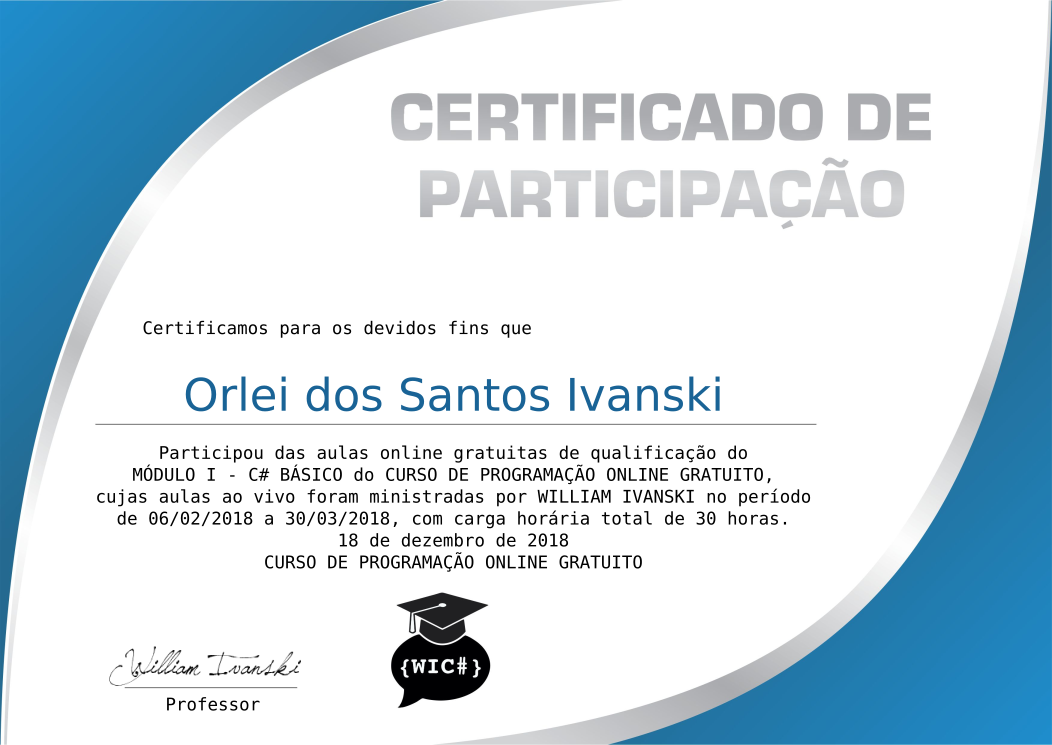 CERTIFICADO DE
PARTICIPAÇÃO
Certificamos para os devidos fins que
Orlei dos Santos Ivanski
Participou das aulas online gratuitas de qualificação do
MÓDULO I - C# BÁSICO do CURSO DE PROGRAMAÇÃO ONLINE GRATUITO,
cujas aulas ao vivo foram ministradas por WILLIAM IVANSKI no período
de 06/02/2018 a 30/03/2018, com carga horária total de 30 horas.
18 de dezembro de 2018
CURSO DE PROGRAMAÇÃO ONLINE GRATUITO
William Ivanski
{WIC#}
Professor